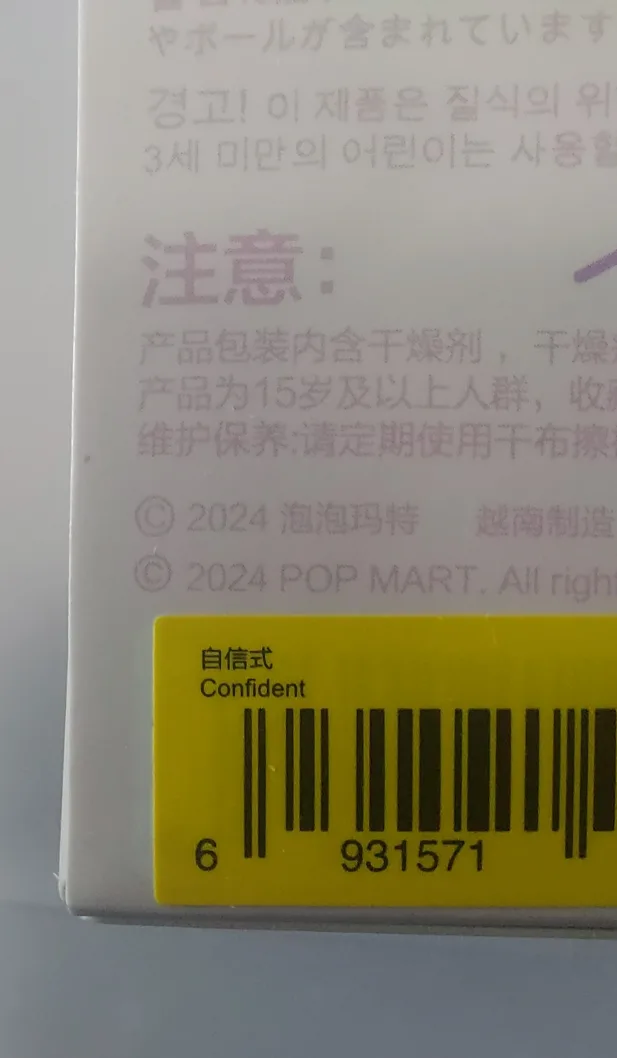 やボールが含まれています
경고! 이 제품은 질식의 위
3세 미만의 어린이는 사용할
注意:
产品包装内含干燥剂，干燥剂
产品为15岁及以上人群，收藏
维护保养:请定期使用干布擦拭
© 2024 泡泡玛特 越南制造
© 2024 POP MART. All right
自信式
Confident
6 931571